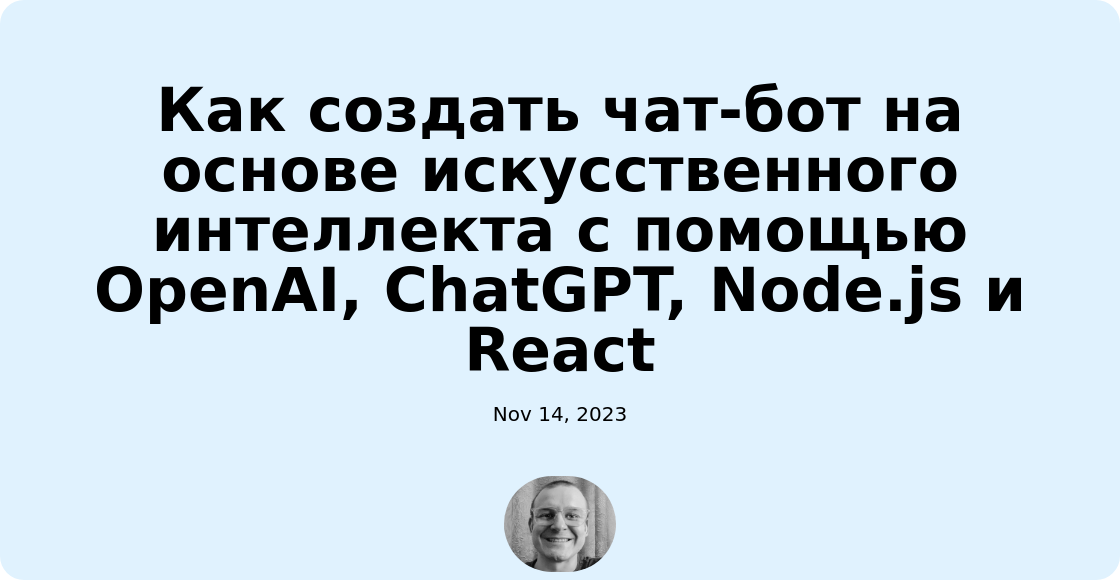 Как создать чат-бот на
основе искусственного
интеллекта с помощью
OpenAI, ChatGPT, Node.js и
React
Nov 14, 2023